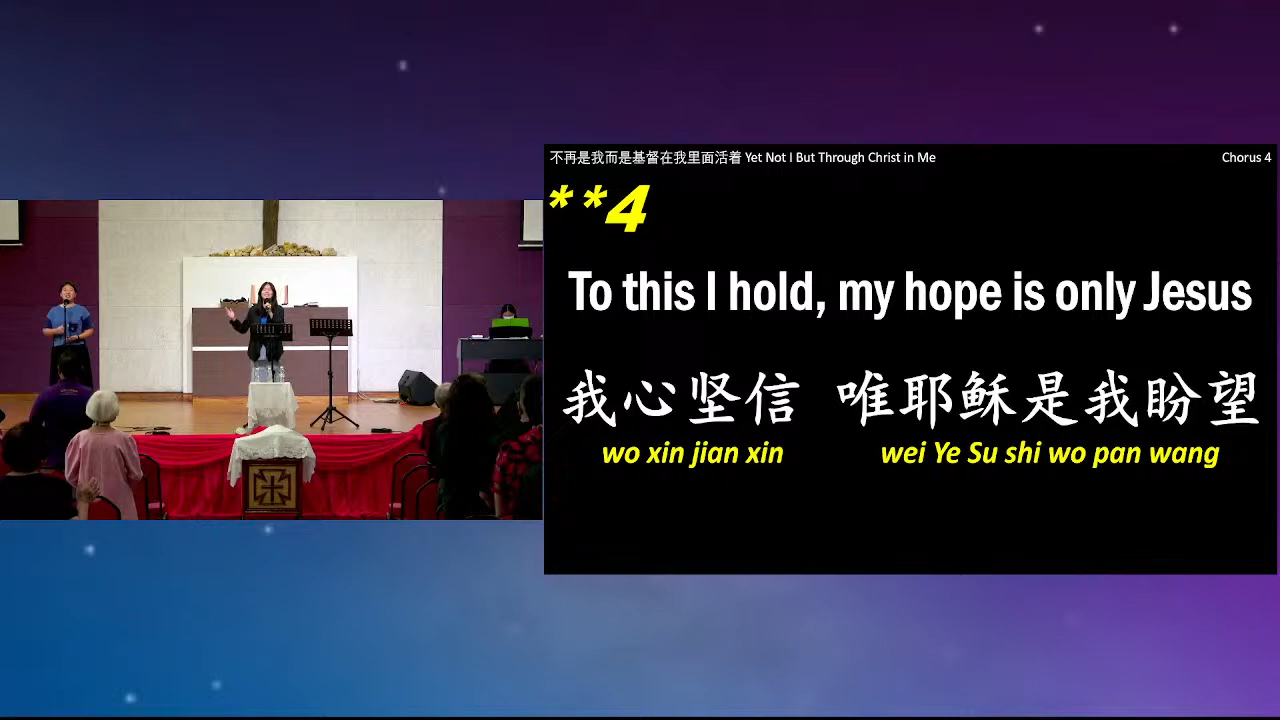 不再是我而是基督在我里面活着 Yet Not I But Through Christ in Me
Chorus 4
**4
To this I hold, my hope is only Jesus
我心坚信 唯耶稣是我盼望
wo xin jian xin wei Ye Su shi wo pan wang